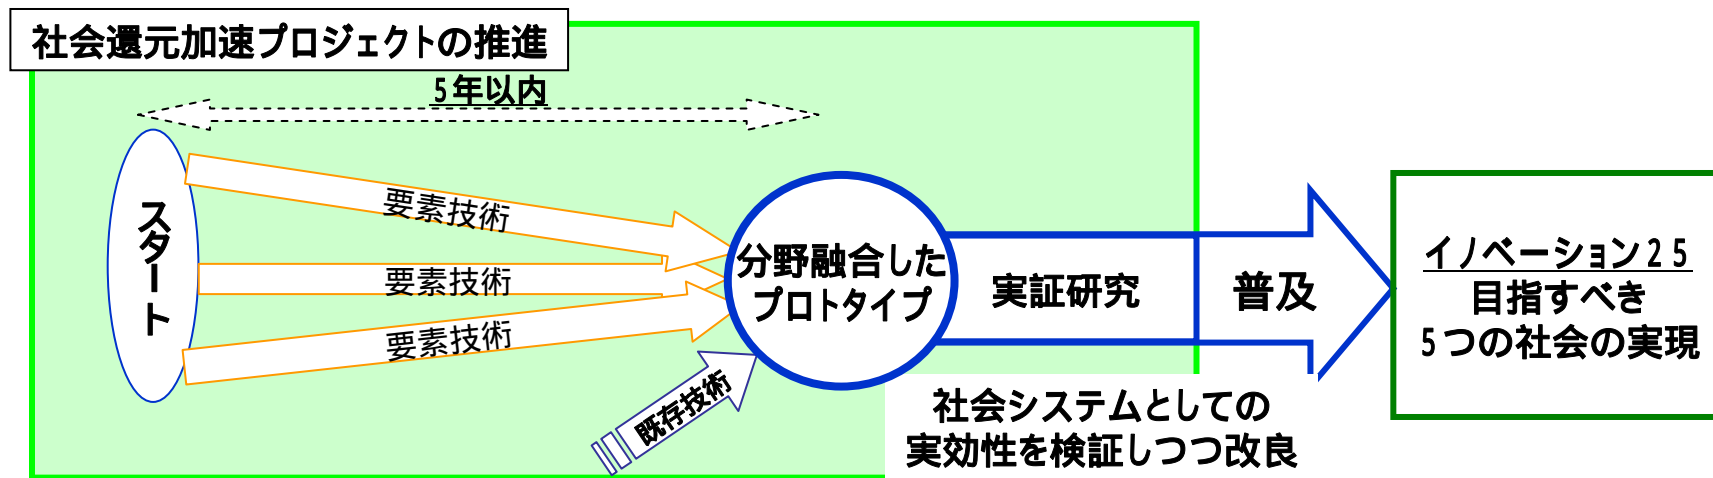 社会還元加速プロジェクトの推進
5年以内
スタート
要素技術
要素技術
要素技術
既存技術
分野融合した
プロトタイプ
実証研究
普及
社会システムとしての
実効性を検証しつつ改良
イノベーション25
目指すべき
5つの社会の実現